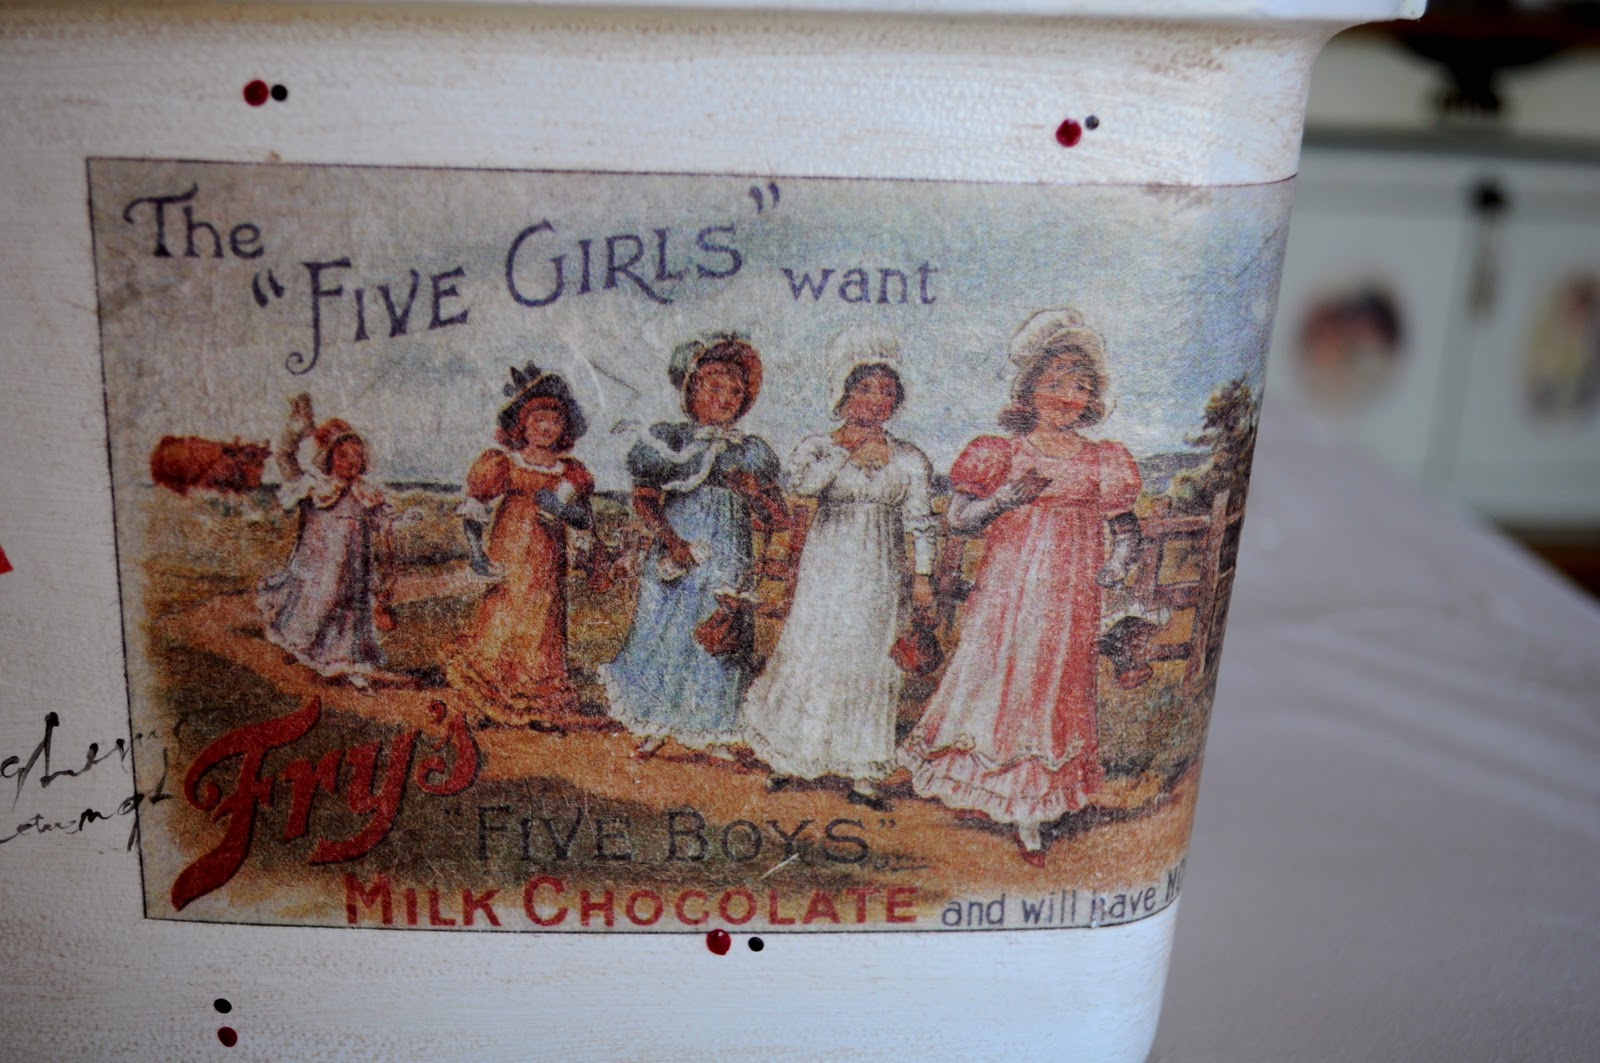 The
"FIVE GIRLS" want
Fry's
"FIVE BOYS"
MILK CHOCOLATE and will have